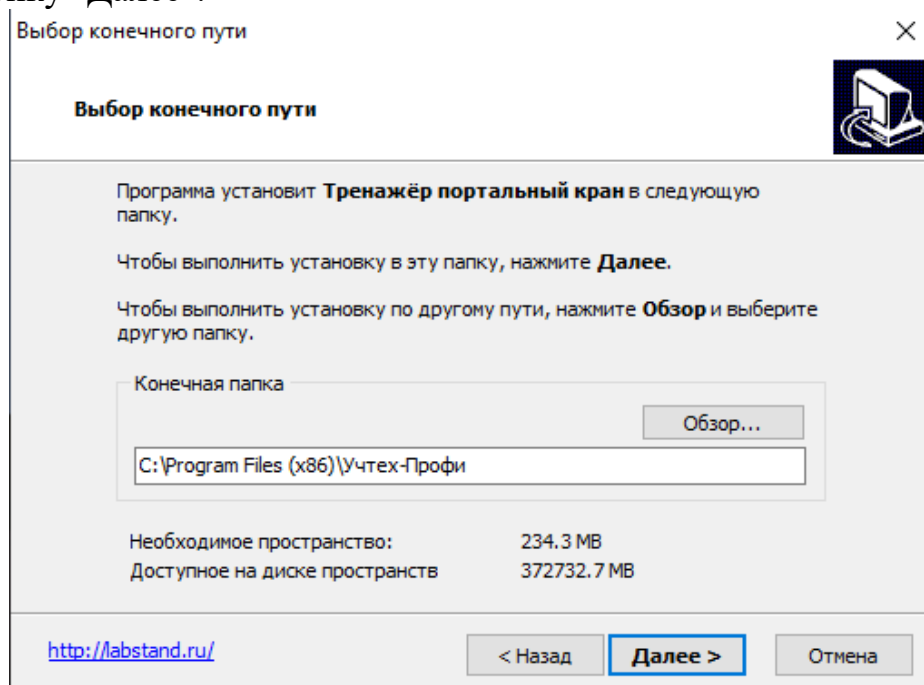 Выбор конечного пути
Выбор конечного пути
Программа установит Тренажёр портальный кран в следующую
папку.
Чтобы выполнить установку в эту папку, нажмите Далее.
Чтобы выполнить установку по другому пути, нажмите Обзор и выберите
другую папку.
Конечная папка
Обзор...
C:\Program Files (x86)\Учтех-Профи
Необходимое пространство: 234.3 MB
Доступное на диске пространств 372732.7 MB
http://labstand.ru/ < Назад Далее > Отмена